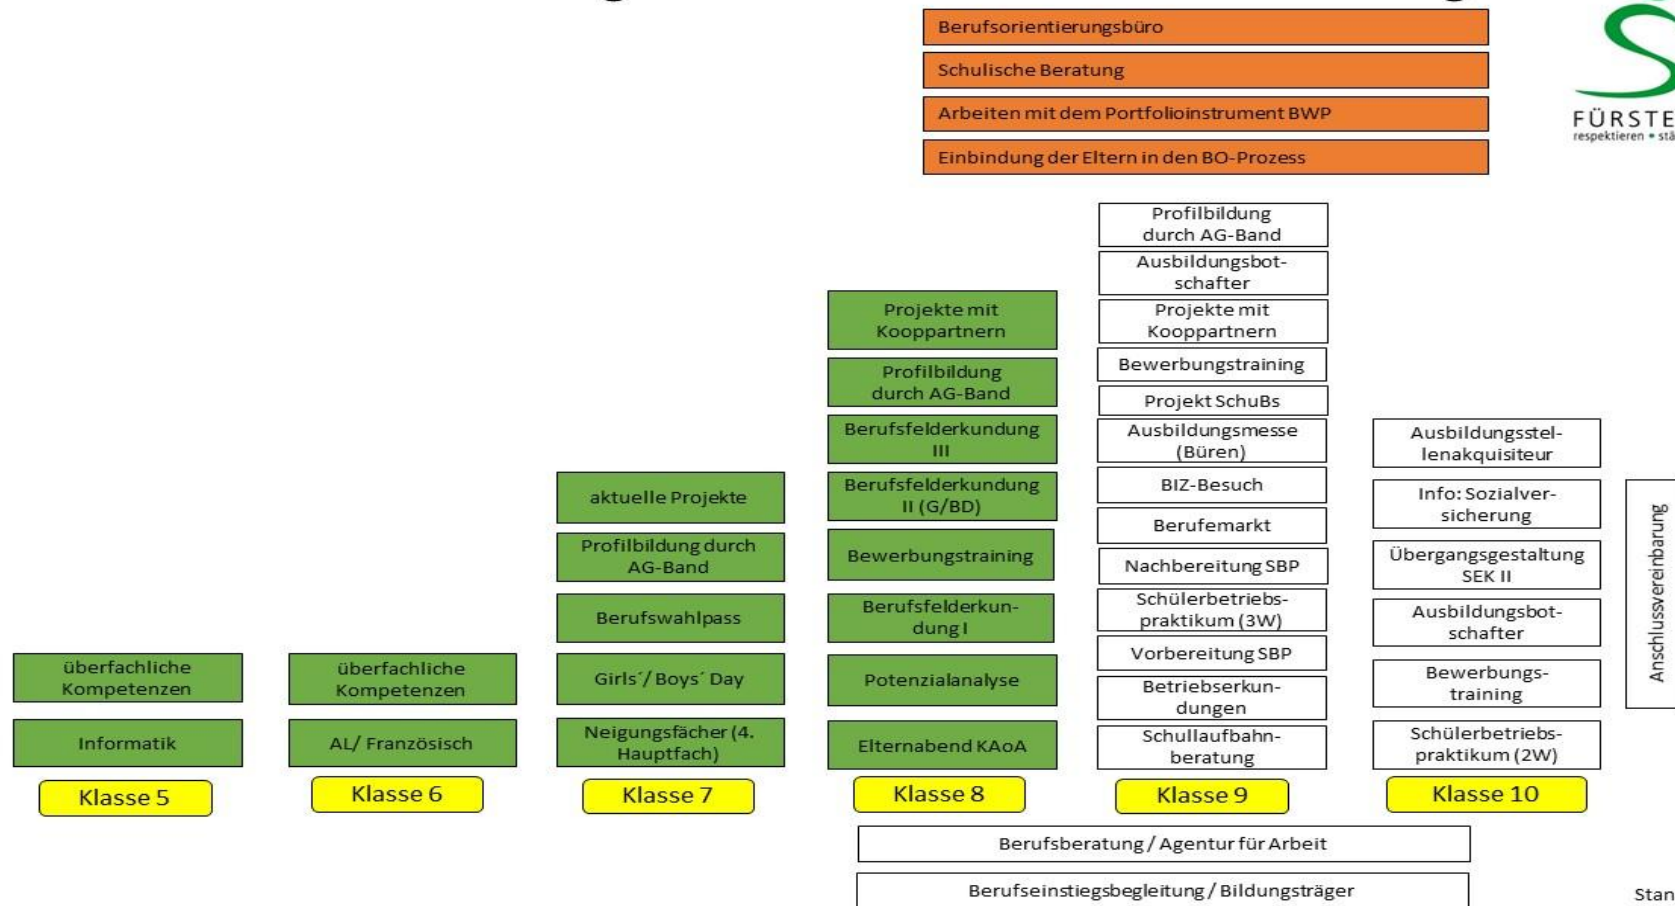 Berufsorientierungsbüro
Schulische Beratung
Arbeiten mit dem Portfolioinstrument BWP
Einbindung der Eltern in den BO-Prozess
respektieren •
überfachliche
Kompetenzen
Informatik
Klasse 5
überfachliche
Kompetenzen
AL/ Französisch
Klasse 6
aktuelle Projekte
Profilbildung durch
AG-Band
Berufswahlpass
Girls´/ Boys´ Day
Neigungsfächer (4.
Hauptfach)
Klasse 7
Projekte mit
Kooppartnern
Profilbildung
durch AG-Band
Berufsfelderkundung
III
Berufsfelderkundung
II (G/BD)
Bewerbungstraining
Berufsfelderkun-
dung I
Potenzialanalyse
Elternabend KAoA
Klasse 8
Profilbildung
durch AG-Band
Ausbildungsbot-
schafter
Projekte mit
Kooppartnern
Bewerbungstraining
Projekt SchuBs
Ausbildungsmesse
(Büren)
BIZ-Besuch
Berufemarkt
Nachbereitung SBP
Schülerbetriebs-
praktikum (3W)
Vorbereitung SBP
Betriebserkun-
dungen
Schullaufbahn-
beratung
Klasse 9
Ausbildungsstel-
lenakquisiteur
Info: Sozialver-
sicherung
Übergangsgestaltung
SEK II
Ausbildungsbot-
schafter
Bewerbungs-
training
Schülerbetriebs-
praktikum (2W)
Klasse 10
Anschlussvereinbarung
Berufsberatung / Agentur für Arbeit
Berufseinstiegsbegleitung / Bildungsträger